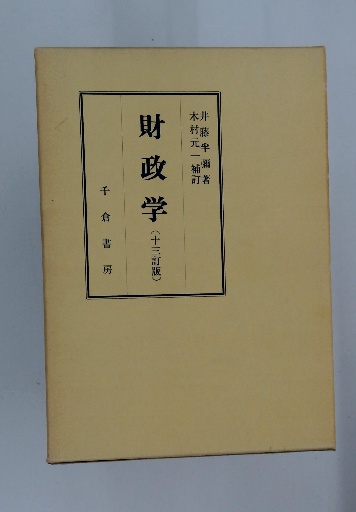 井藤半彌著
木村元一補訂
財政学(十三訂版)
千倉書房